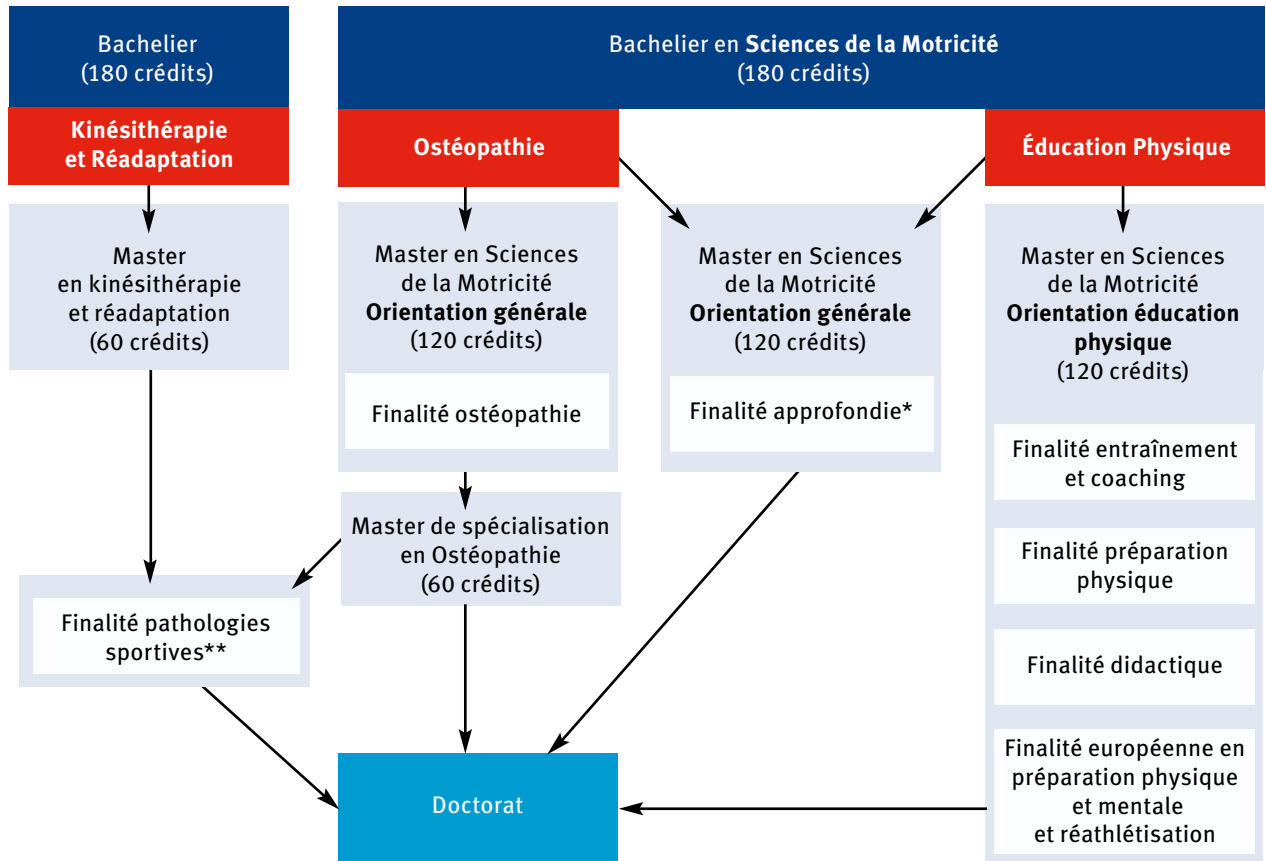 Bachelier
(180 crédits)
Kinésithérapie
et Réadaptation
Master
en kinésithérapie
et réadaptation
(60 crédits)
Finalité pathologies
sportives**
Bachelier en Sciences de la Motricité
(180 crédits)
Ostéopathie
Master en Sciences
de la Motricité
Orientation générale
(120 crédits)
Finalité ostéopathie
Master de spécialisation
en Ostéopathie
(60 crédits)
Master en Sciences
de la Motricité
Orientation générale
(120 crédits)
Finalité approfondie*
Éducation Physique
Master en Sciences
de la Motricité
Orientation éducation
physique
(120 crédits)
Finalité entraînement
et coaching
Finalité préparation
physique
Finalité didactique
Finalité européenne en
préparation physique
et mentale
et réathlétisation
Doctorat